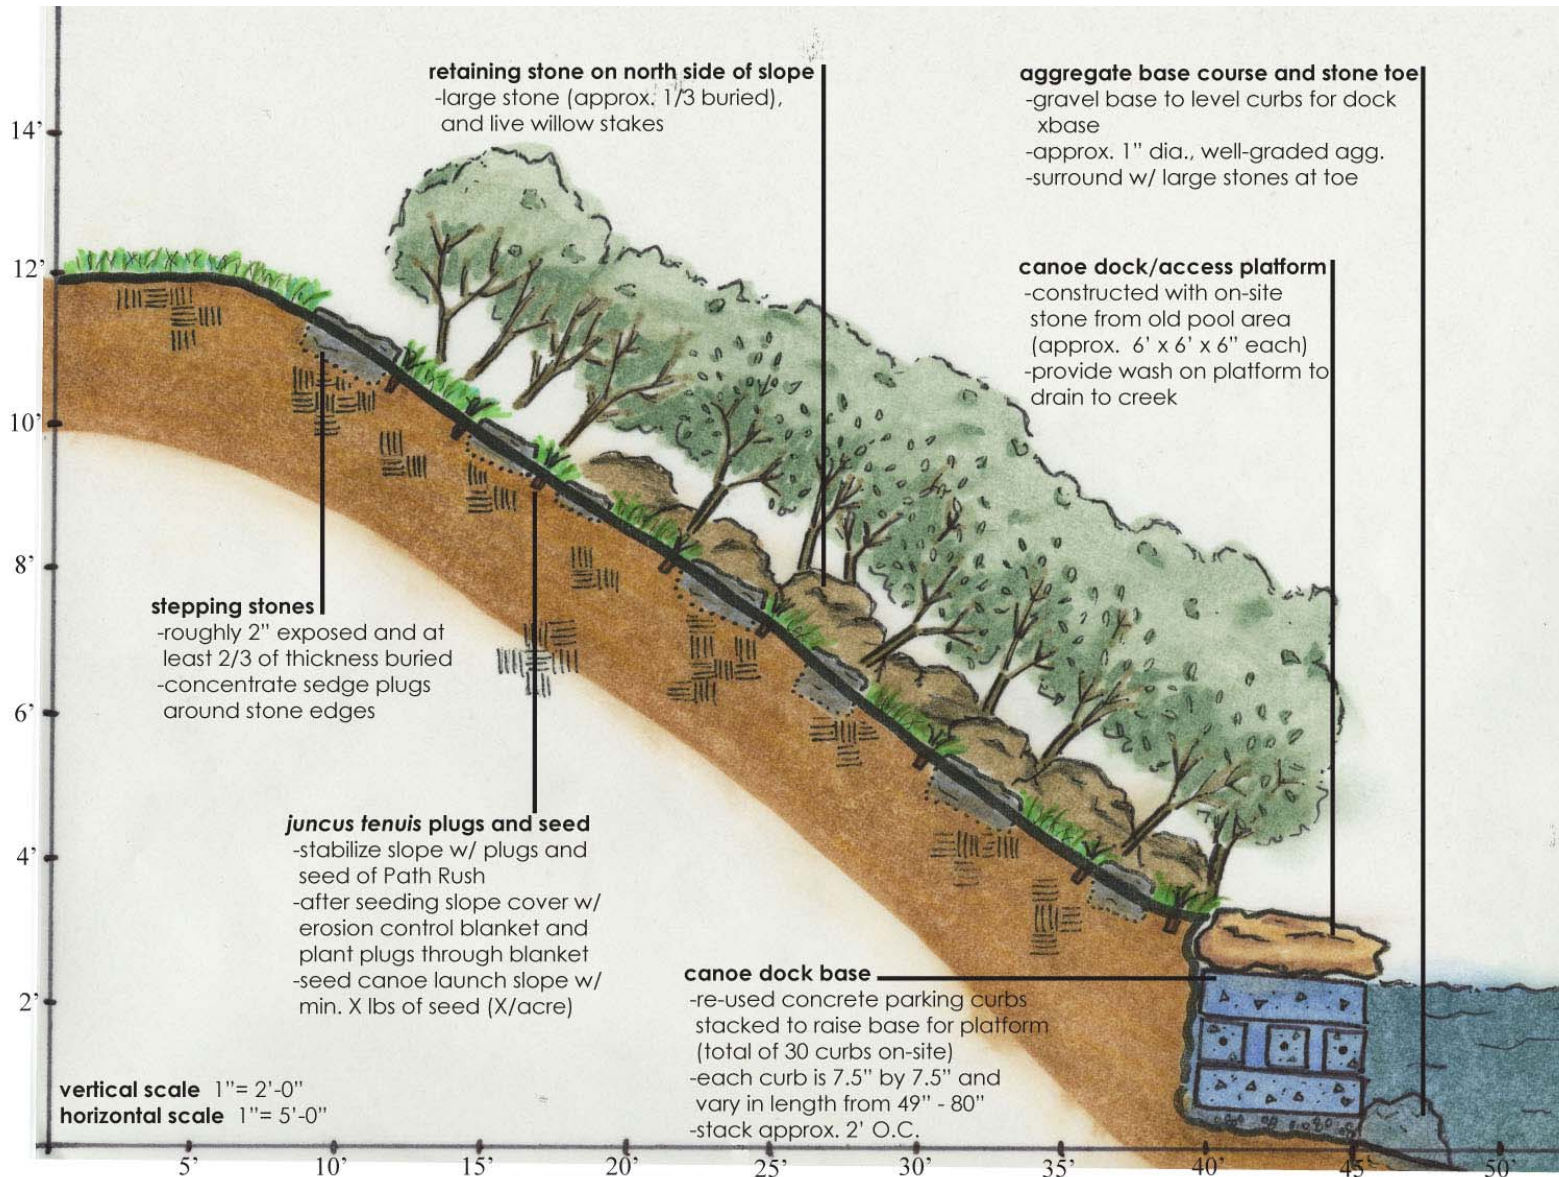 retaining stone on north side of slope
-large stone (approx. 1/3 buried),
and live willow stakes
aggregate base course and stone toe
-gravel base to level curbs for dock
xbase
-approx. 1” dia., well-graded agg.
-surround w/ large stones at toe
canoe dock/access platform
-constructed with on-site
stone from old pool area
(approx. 6’ x 6’ x 6” each)
-provide wash on platform to
drain to creek
stepping stones
-roughly 2” exposed and at
least 2/3 of thickness buried
-concentrate sedge plugs
around stone edges
juncus tenuis plugs and seed
-stabilize slope w/ plugs and
seed of Path Rush
-after seeding slope cover w/
erosion control blanket and
plant plugs through blanket
-seed canoe launch slope w/
min. X lbs of seed (X/acre)
canoe dock base
-re-used concrete parking curbs
stacked to raise base for platform
(total of 30 curbs on-site)
-each curb is 7.5” by 7.5” and
vary in length from 49” - 80”
-stack approx. 2’ O.C.
vertical scale 1”= 2’-0”
horizontal scale 1”= 5’-0”
14’
12’
10’
8’
6’
4’
2’
5’
10’
15’
20’
25’
30’
35’
40’
45’
50’